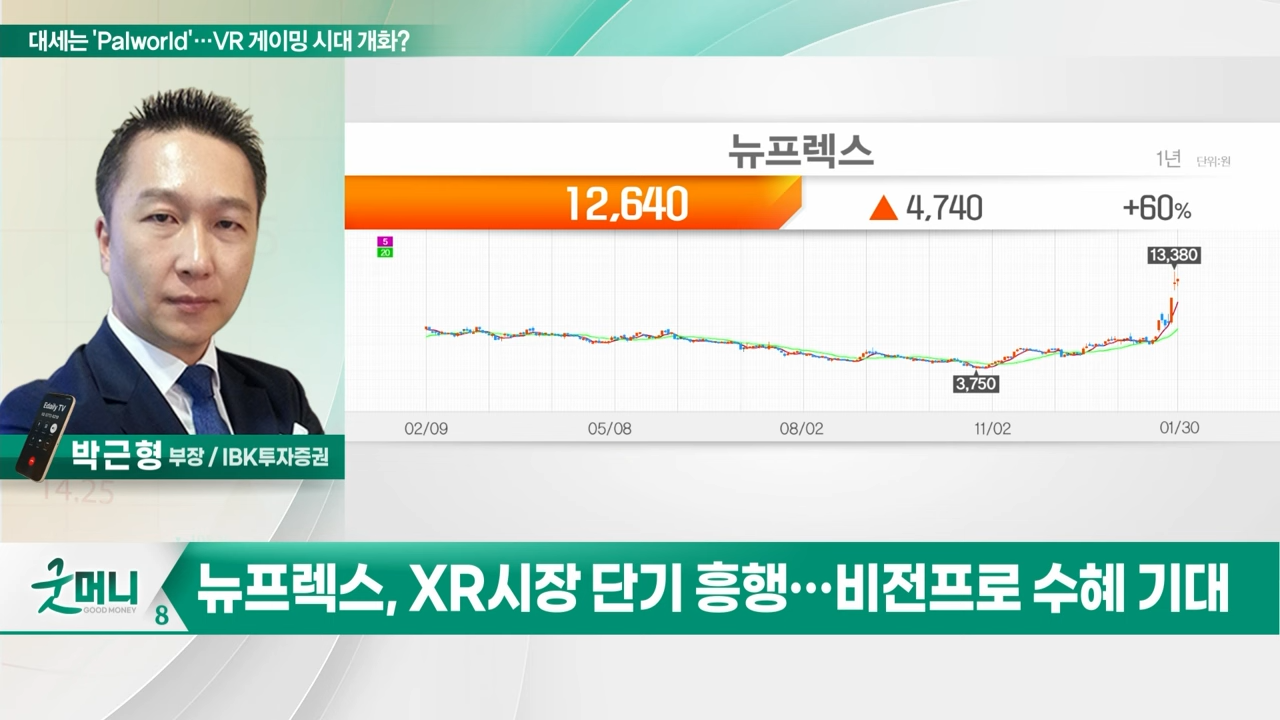 대세는 'Palworld'…VR 게이밍 시대 개화?
뉴프렉스
1년 단위:원
12,640 ▲ 4,740 +60%
5
20
13,380
3,750
02/09 05/08 08/02 11/02 01/30
Edaily TV
박근형 부장 / IBK투자증권
14.25
굿머니
GOOD MONEY
8
뉴프렉스, XR시장 단기 흥행…비전프로 수혜 기대